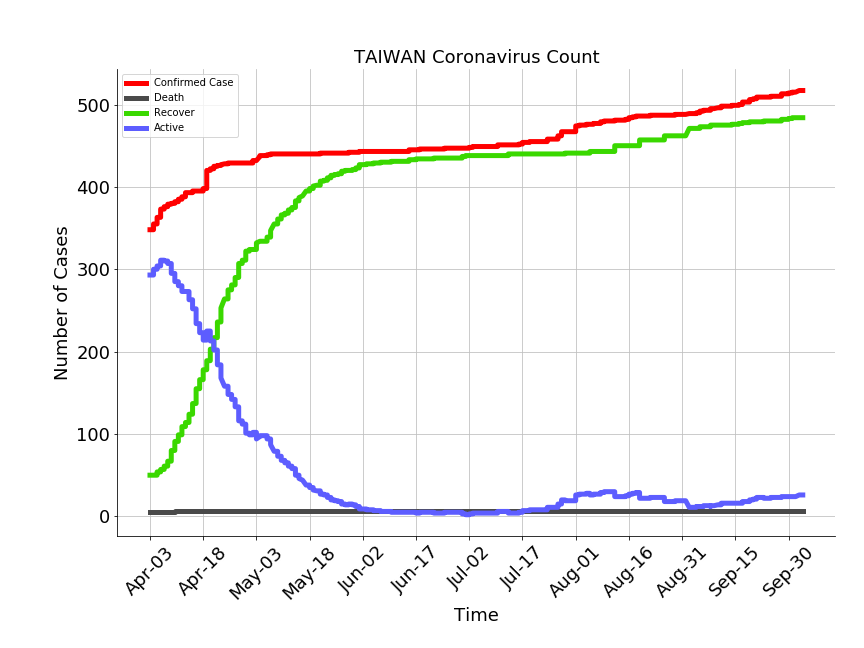 TAIWAN Coronavirus Count
Confirmed Case
Death
Recover
Active
500
400
300
200
100
0
Number of Cases
Apr-03
Apr-18
May-03
May-18
Jun-02
Jun-17
Jul-02
Jul-17
Aug-01
Aug-16
Aug-31
Sep-15
Sep-30
Time